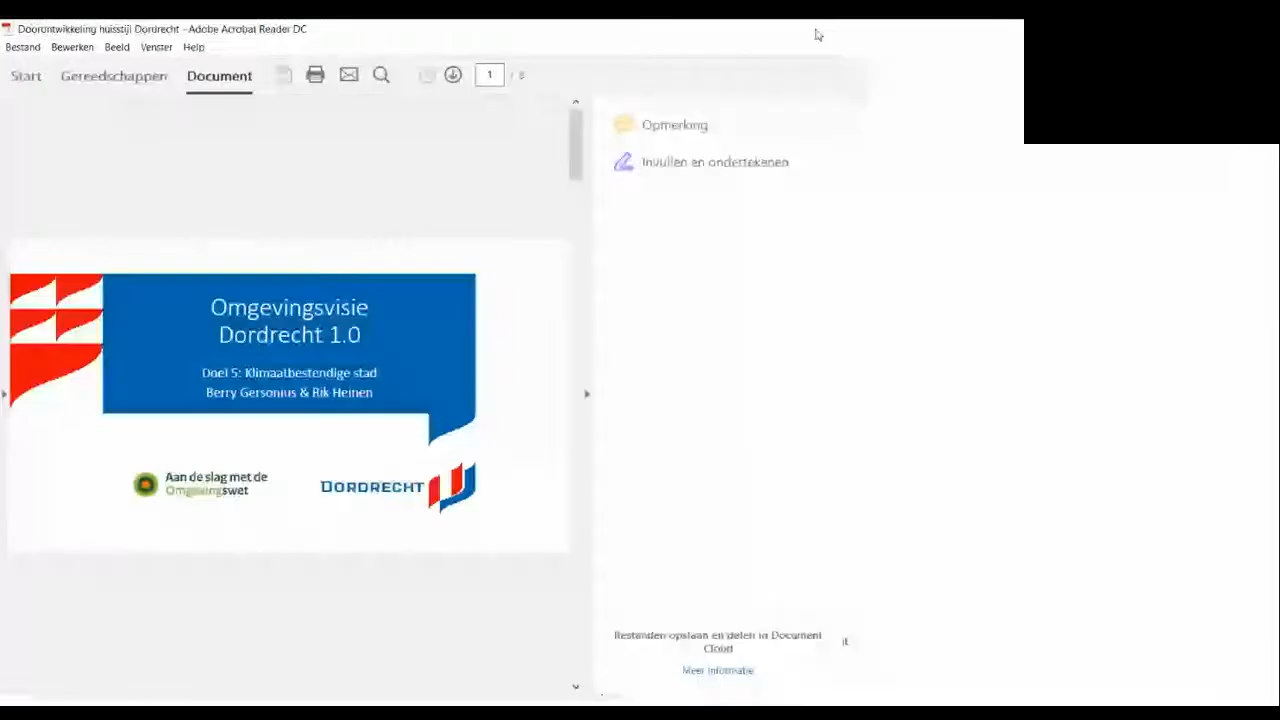 Doorontwikkeling huisstijl Dordrecht - Adobe Acrobat Reader DC
Bestand Bewerken Beeld Venster Help
Start Gereedschappen Document 1 / 8
Opmerking
Invullen en ondertekenen
Omgevingsvisie
Dordrecht 1.0
Doel 5: Klimaatbestendige stad
Berry Gersonius & Rik Heinen
Aan de slag met de
Omgevingswet
DORDRECHT
Bestanden opslaan en delen in Document
Cloud
Meer informatie